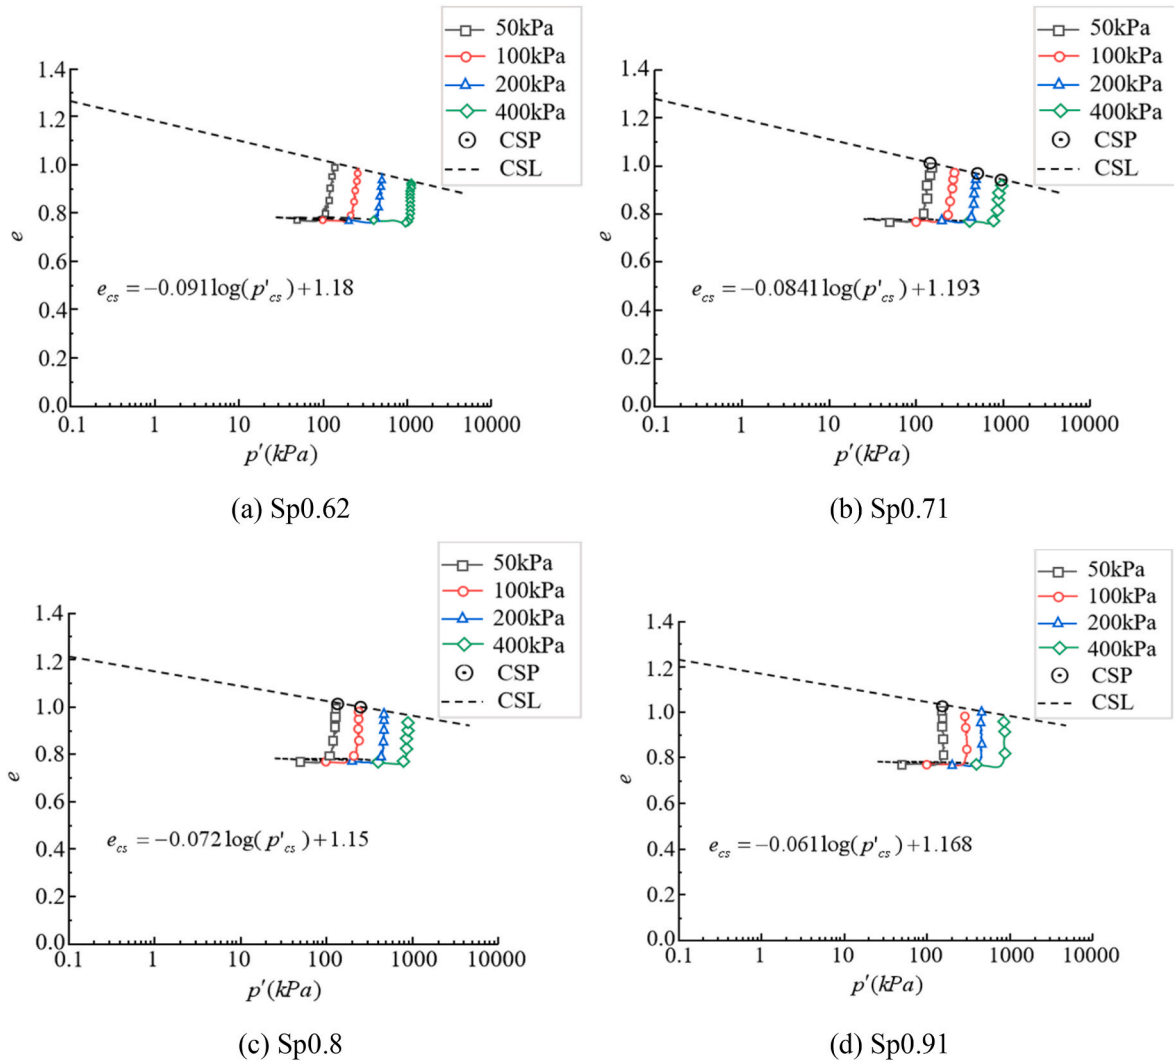 50kPa
100kPa
200kPa
400kPa
CSP
CSL
1.4
1.2
1.0
0.8
0.6
0.4
0.2
0.0
e
e_cs = −0.091log(p'_cs)+1.18
0.1 1 10 100 1000 10000
p'(kPa)
(a) Sp0.62
50kPa
100kPa
200kPa
400kPa
CSP
CSL
1.4
1.2
1.0
0.8
0.6
0.4
0.2
0.0
e
e_cs = −0.0841log(p'_cs)+1.193
0.1 1 10 100 1000 10000
p'(kPa)
(b) Sp0.71
50kPa
100kPa
200kPa
400kPa
CSP
CSL
1.4
1.2
1.0
0.8
0.6
0.4
0.2
0.0
e
e_cs = −0.072log(p'_cs)+1.15
0.1 1 10 100 1000 10000
p'(kPa)
(c) Sp0.8
50kPa
100kPa
200kPa
400kPa
CSP
CSL
1.4
1.2
1.0
0.8
0.6
0.4
0.2
0.0
e
e_cs = −0.061log(p'_cs)+1.168
0.1 1 10 100 1000 10000
p'(kPa)
(d) Sp0.91